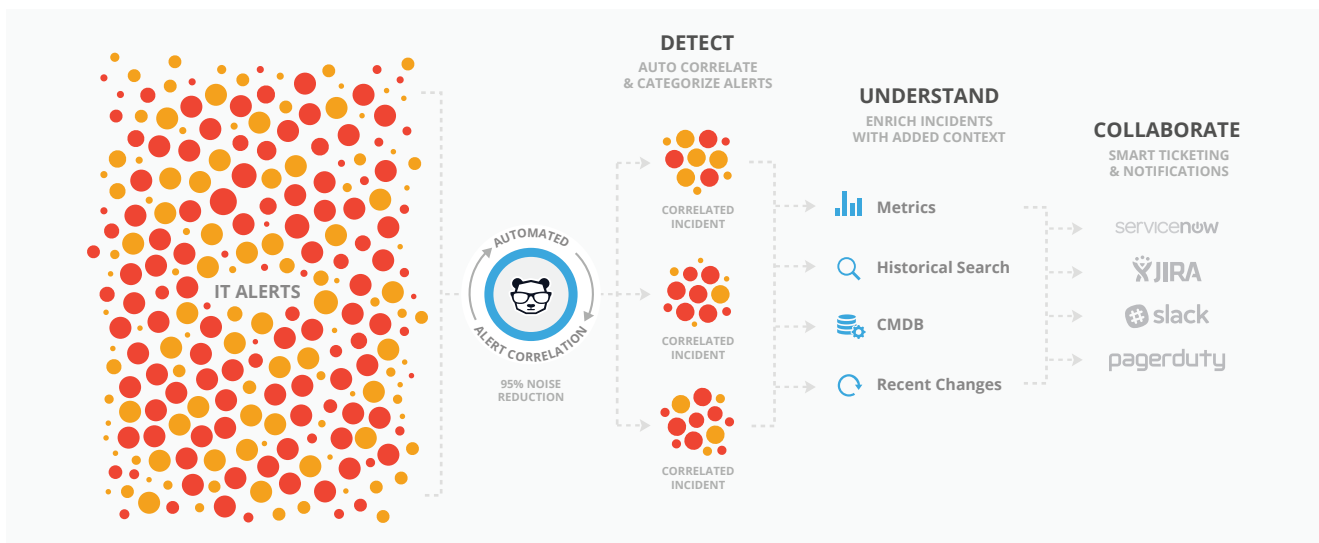 IT ALERTS
AUTOMATED
ALERT CORRELATION
95% NOISE
REDUCTION
DETECT
AUTO CORRELATE
& CATEGORIZE ALERTS
CORRELATED
INCIDENT
CORRELATED
INCIDENT
CORRELATED
INCIDENT
UNDERSTAND
ENRICH INCIDENTS
WITH ADDED CONTEXT
Metrics
Historical Search
CMDB
Recent Changes
COLLABORATE
SMART TICKETING
& NOTIFICATIONS
servicenow
JIRA
slack
pagerduty